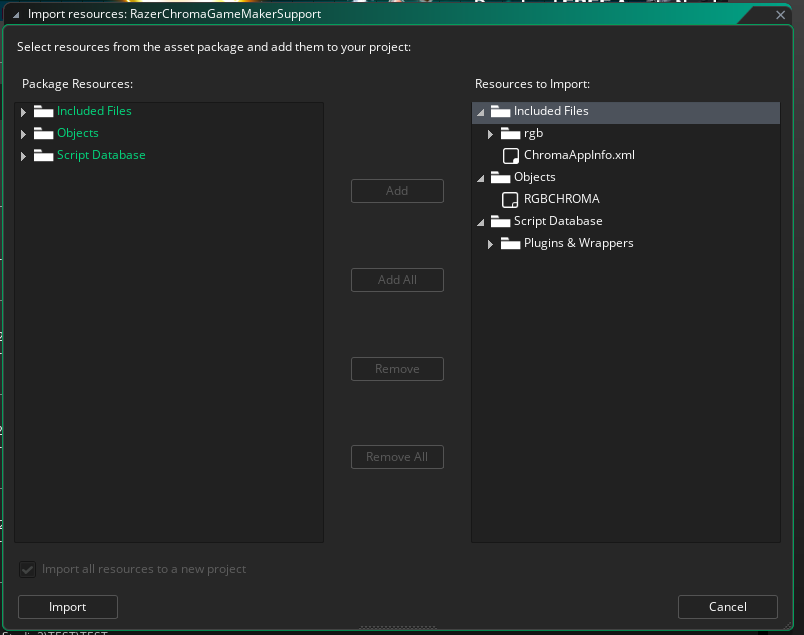 Import resources: RazerChromaGameMakerSupport
Select resources from the asset package and add them to your project:
Package Resources:
Resources to Import:
Included Files
Objects
Script Database
Included Files
rgb
ChromaAppInfo.xml
Objects
RGBCHROMA
Script Database
Plugins & Wrappers
Add
Add All
Remove
Remove All
Import all resources to a new project
Import
Cancel